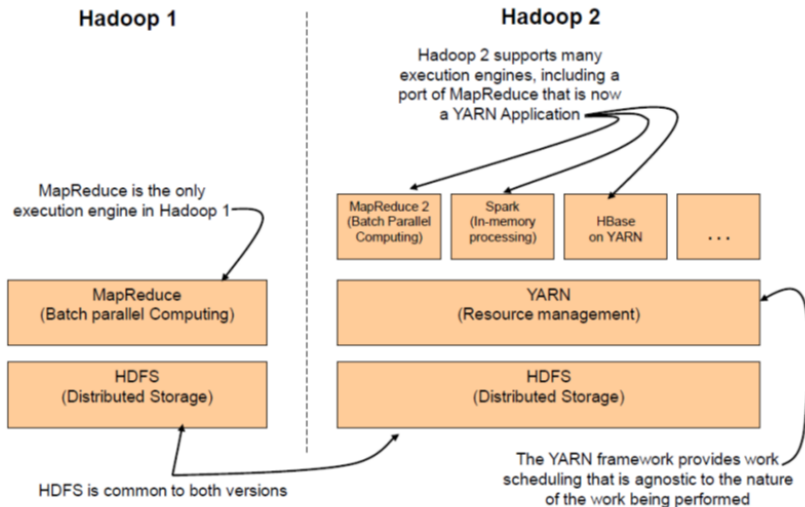 Hadoop 1
MapReduce is the only
execution engine in Hadoop 1
MapReduce
(Batch parallel Computing)
HDFS
(Distributed Storage)
HDFS is common to both versions
Hadoop 2
Hadoop 2 supports many
execution engines, including a
port of MapReduce that is now
a YARN Application
MapReduce 2
(Batch Parallel
Computing)
Spark
(In-memory
processing)
HBase
on YARN
...
YARN
(Resource management)
HDFS
(Distributed Storage)
The YARN framework provides work
scheduling that is agnostic to the nature
of the work being performed